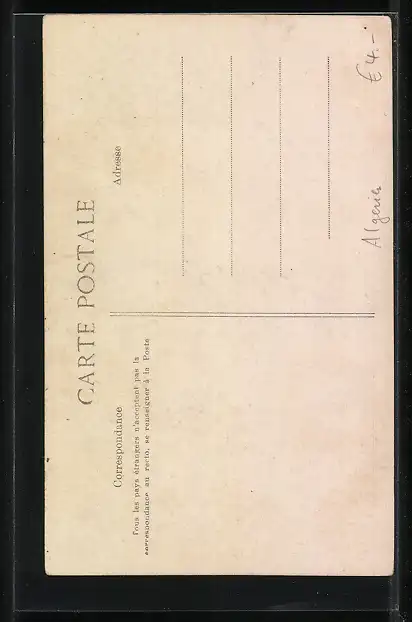 CARTE POSTALE
Correspondance
Tous les pays étrangers n'acceptent pas la
correspondance au recto, se renseigner à la Poste
Adresse
Algerien
€ 4.-